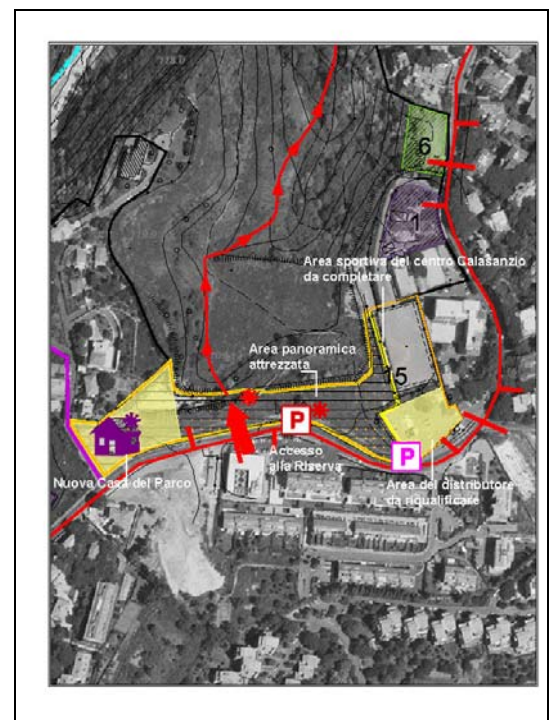 6
1
Area sportiva del centro Calasanzio
da completare
Area panoramica
attrezzata
15
P
Accesso
alla Riserva
P
Nuova Casa del Parco
Area del distributore
da riqualificare